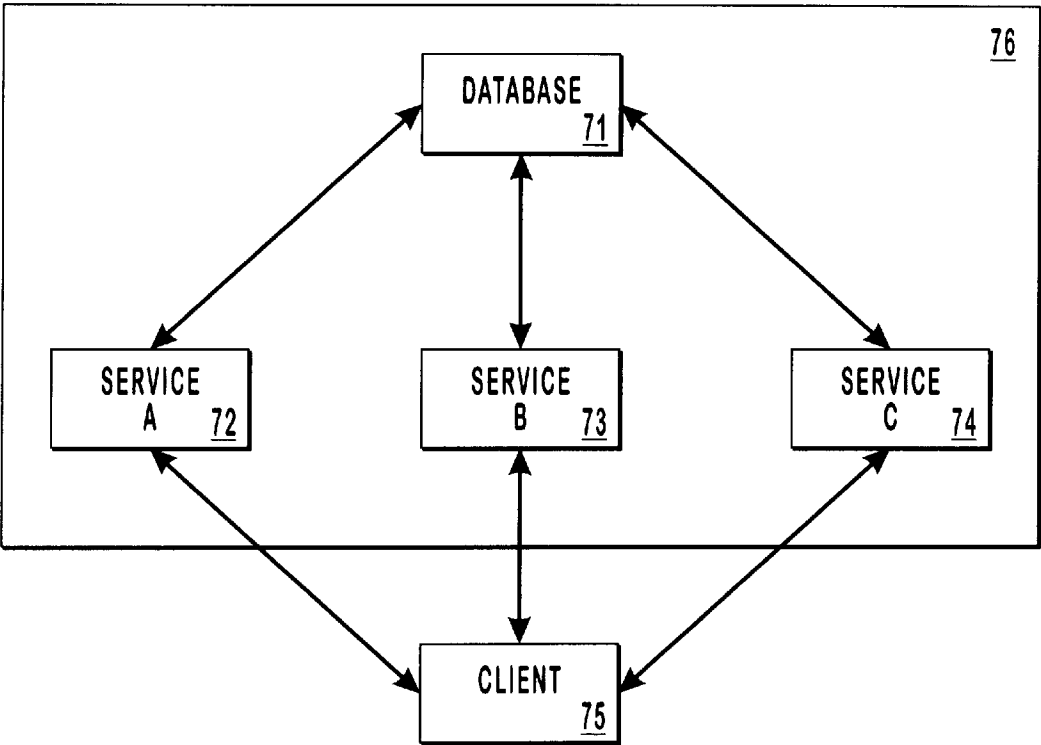 76
DATABASE
71
SERVICE
A
72
SERVICE
B
73
SERVICE
C
74
CLIENT
75